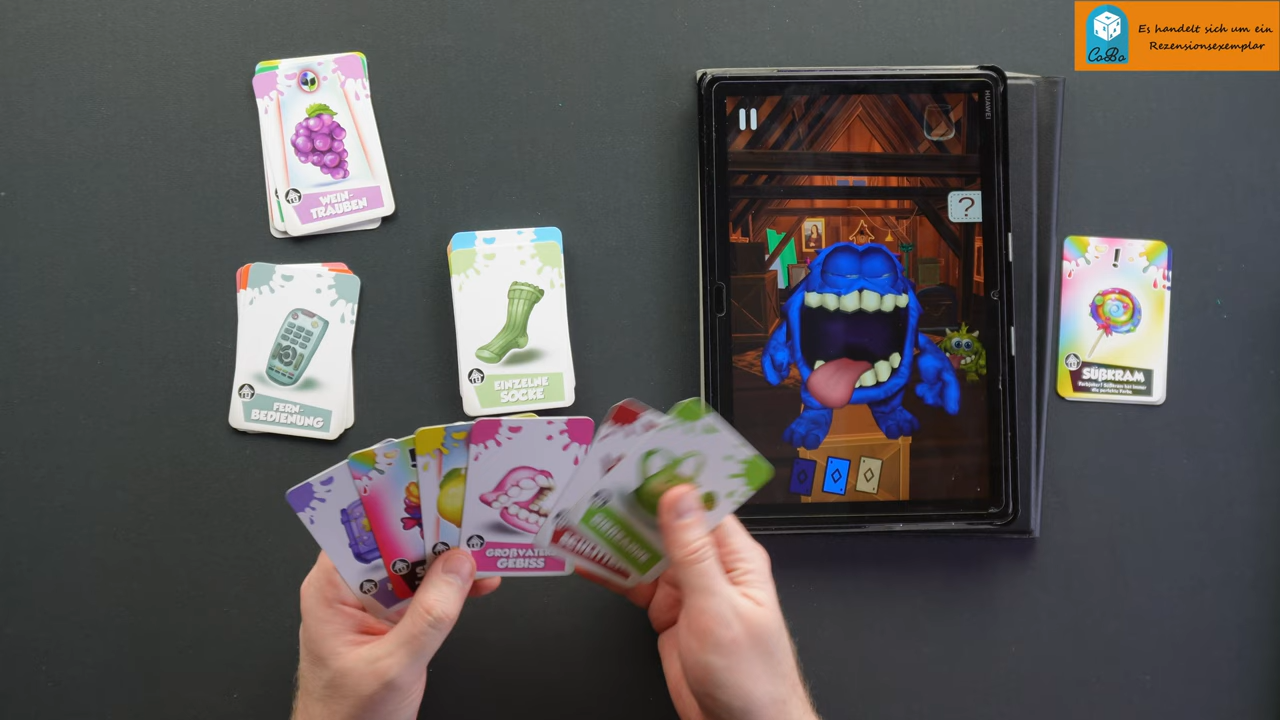 Es handelt sich um ein
Rezensionsexemplar
CoBo
WEIN-
TRAUBEN
HUAWEI
?
!
SÜßKRAM
FERN-
BEDIENUNG
EINZELNE
SOCKE
GROßVATERS
GEBISS